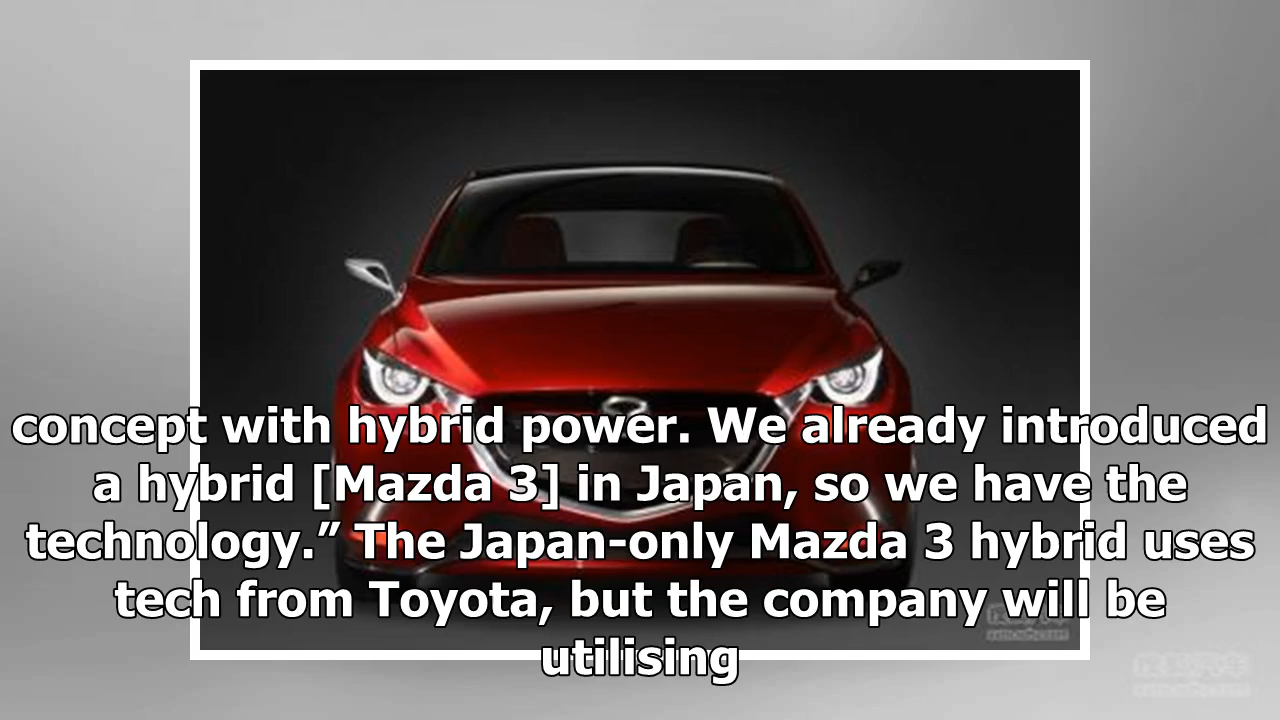 concept with hybrid power. We already introduced
a hybrid [Mazda 3] in Japan, so we have the
technology.” The Japan-only Mazda 3 hybrid uses
tech from Toyota, but the company will be
utilising